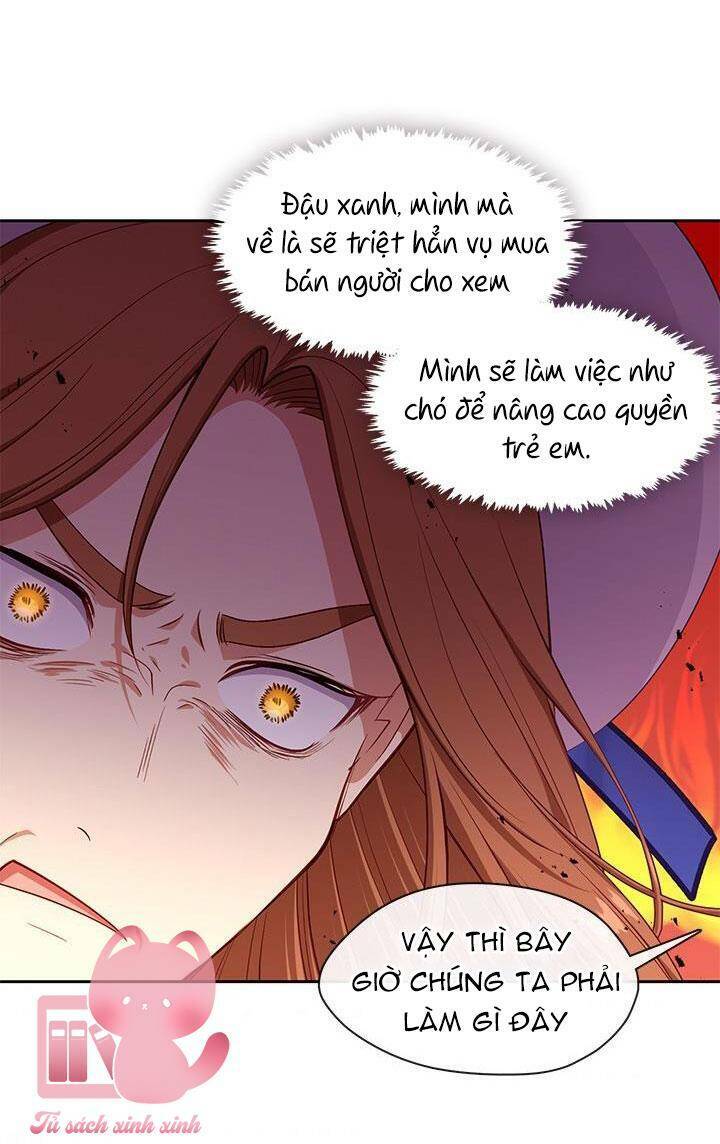 Đậu xanh, mình mà
về là sẽ triệt hẳn vụ mua
bán người cho xem
Mình sẽ làm việc như
chó để nâng cao quyền
trẻ em.
VẬY THÌ BÂY
GIỜ CHÚNG TA PHẢI
LÀM GÌ ĐÂY
Tủ sách xinh xinh